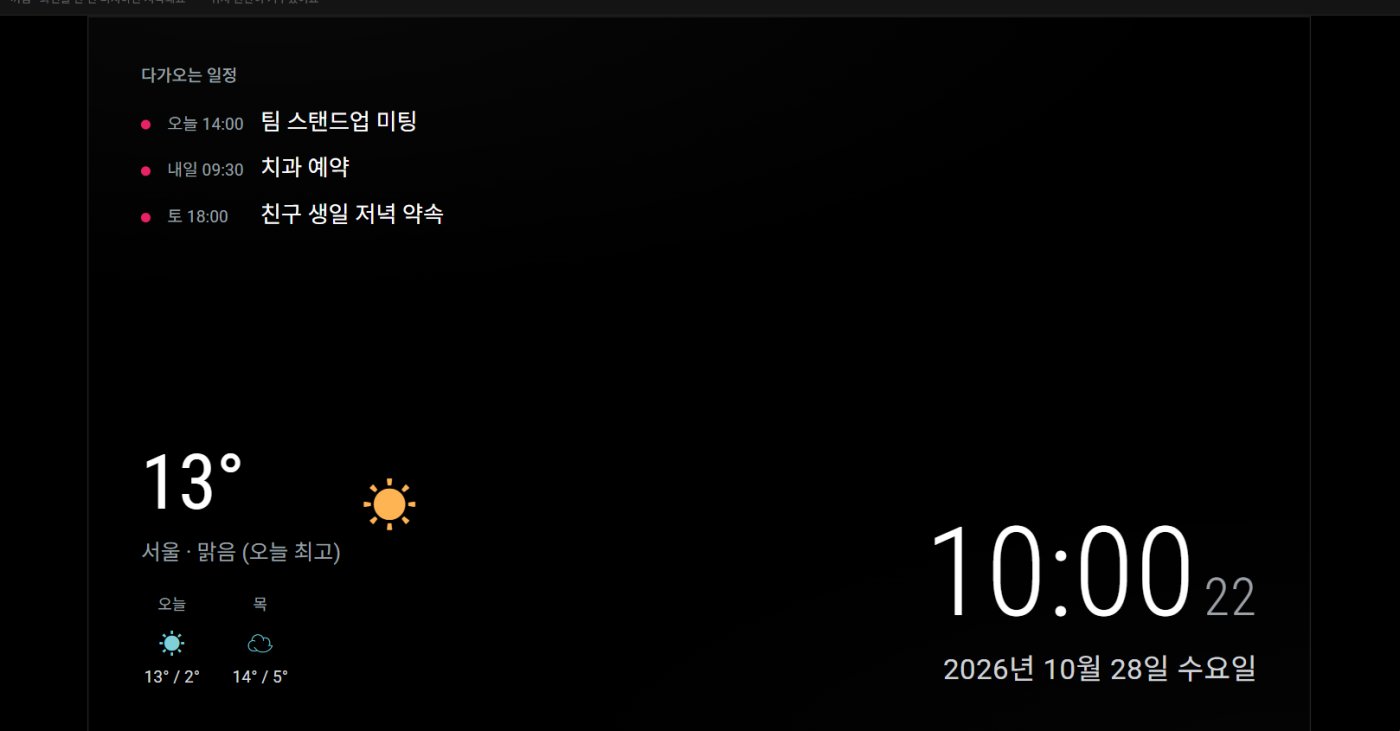 다가오는 일정
오늘 14:00 팀 스탠드업 미팅
내일 09:30 치과 예약
토 18:00 친구 생일 저녁 약속
13°
서울 · 맑음 (오늘 최고)
오늘 목
13° / 2° 14° / 5°
10:00 22
2026년 10월 28일 수요일